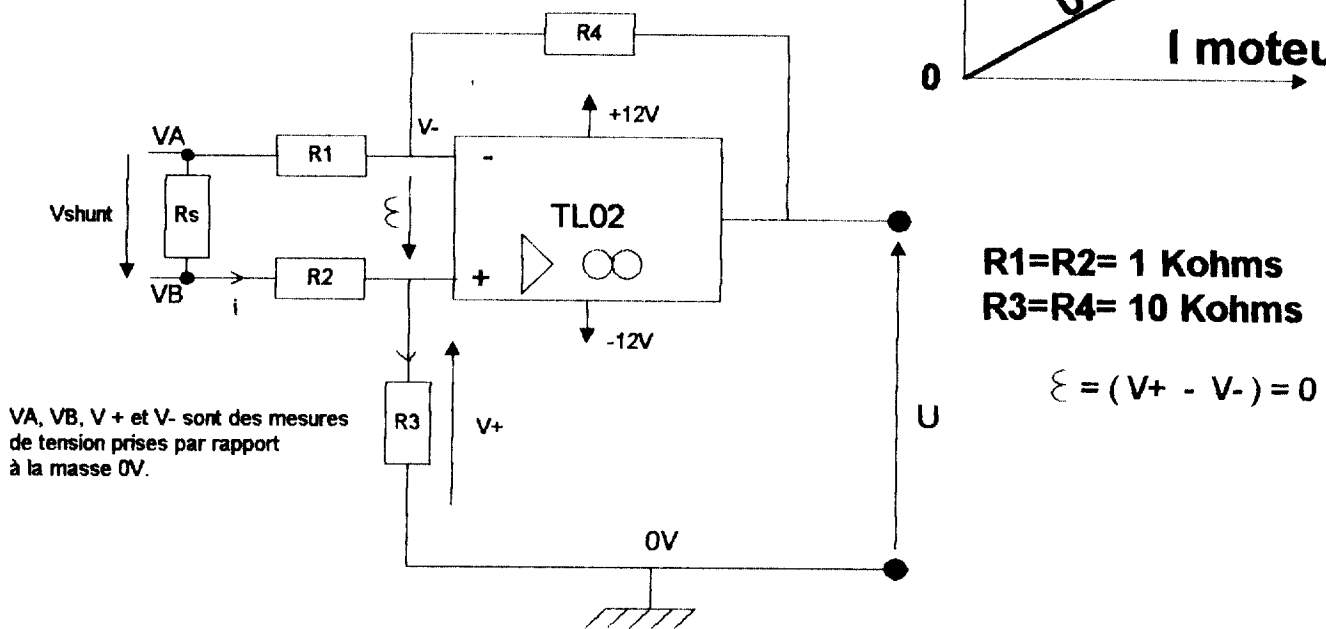 R4
I moteu
0
+12V
VA
V-
R1
-
Vshunt
Rs
ξ
TL02
R2
+
VB
i
-12V
R1=R2= 1 Kohms
R3=R4= 10 Kohms
ξ = ( V+ - V- ) = 0
VA, VB, V + et V- sont des mesures
de tension prises par rapport
à la masse 0V.
R3
V+
U
0V